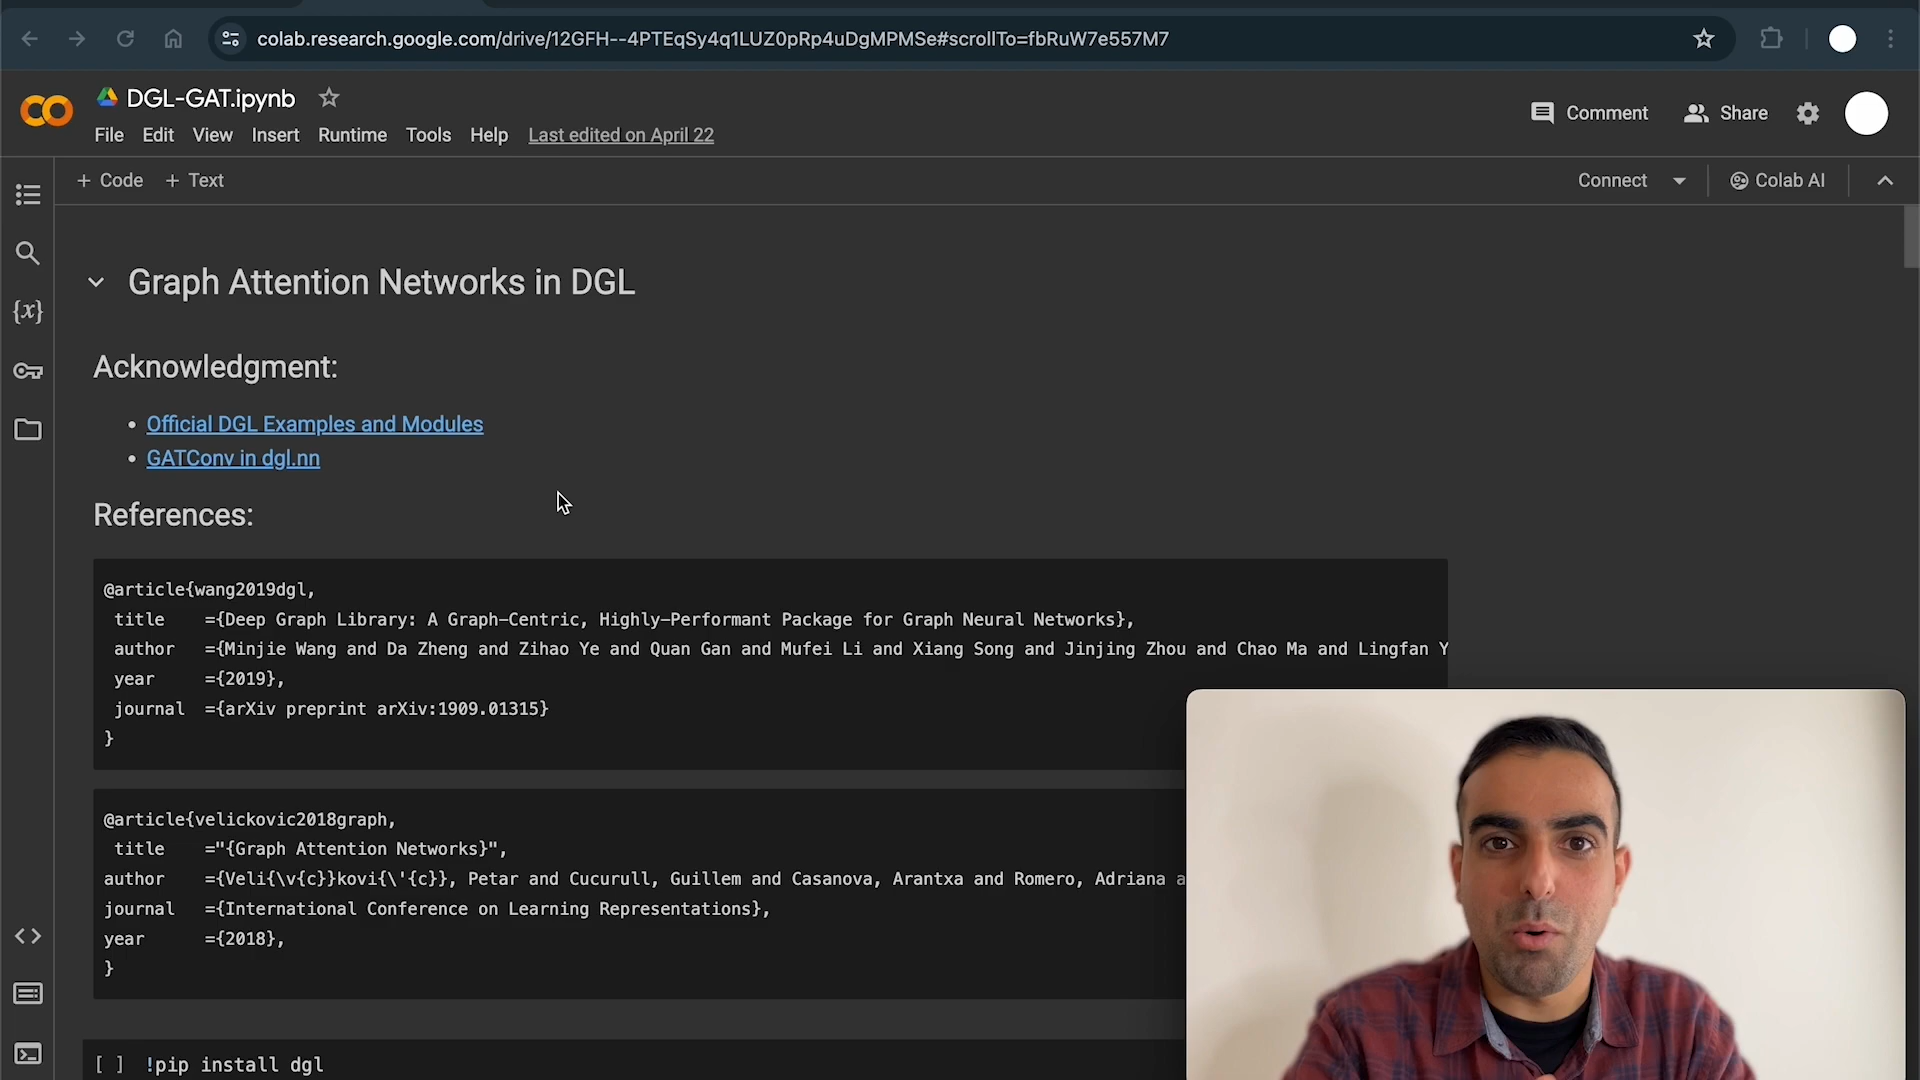 colab.research.google.com/drive/12GFH--4PTEqSy4q1LUZ0pRp4uDgMPMSe#scrollTo=fbRuW7e557M7
DGL-GAT.ipynb
Comment
Share
File Edit View Insert Runtime Tools Help Last edited on April 22
+ Code + Text
Connect
Colab AI
{x}
Graph Attention Networks in DGL
Acknowledgment:
• Official DGL Examples and Modules
• GATConv in dgl.nn
References:
@article{wang2019dgl,
title ={Deep Graph Library: A Graph-Centric, Highly-Performant Package for Graph Neural Networks},
author ={Minjie Wang and Da Zheng and Zihao Ye and Quan Gan and Mufei Li and Xiang Song and Jinjing Zhou and Chao Ma and Lingfan Y
year ={2019},
journal ={arXiv preprint arXiv:1909.01315}
}
@article{velickovic2018graph,
title ="{Graph Attention Networks}",
author ={Veli{\v{c}}kovi{\'{c}}, Petar and Cucurull, Guillem and Casanova, Arantxa and Romero, Adriana a
journal ={International Conference on Learning Representations},
year ={2018},
}
[ ] !pip install dgl